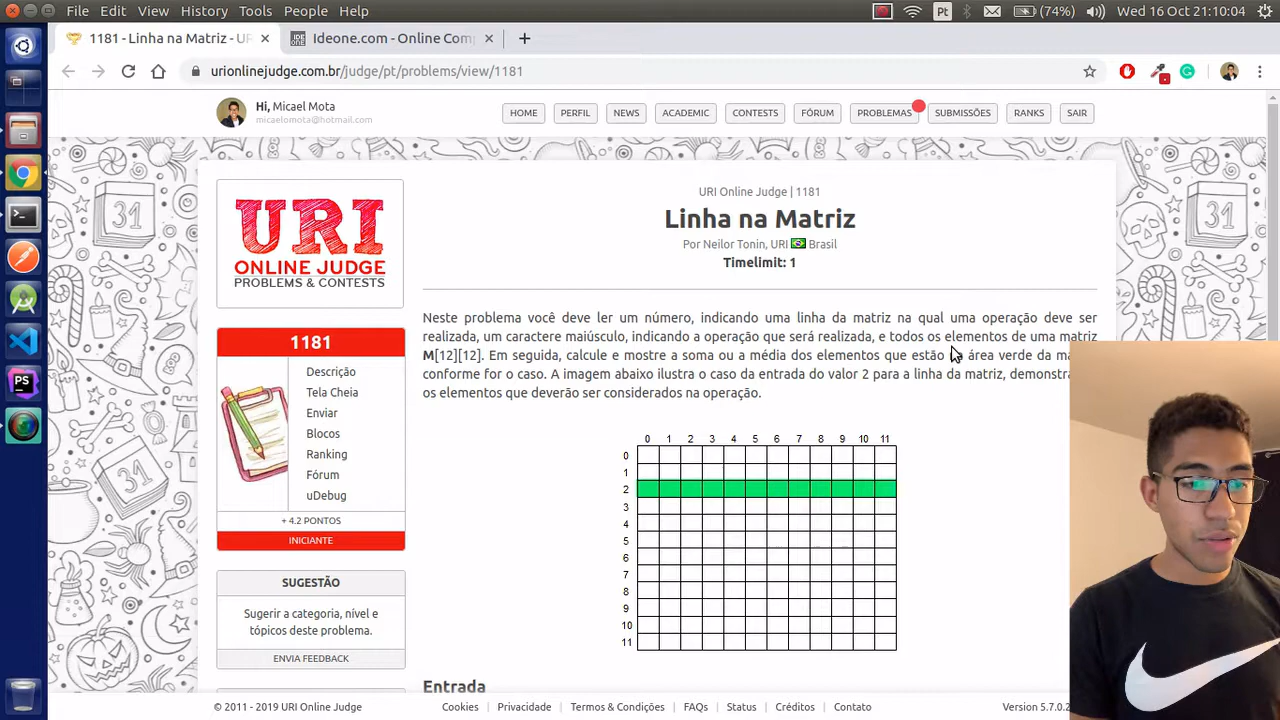 File Edit View History Tools People Help
Pt
(74%)
Wed 16 Oct 21:10:04
1181 - Linha na Matriz - UR
Ideone.com - Online Comp
urionlinejudge.com.br/judge/pt/problems/view/1181
Hi, Micael Mota
micaelomota@hotmail.com
HOME PERFIL NEWS ACADEMIC CONTESTS FÓRUM PROBLEMAS SUBMISSÕES RANKS SAIR
URI
ONLINE JUDGE
PROBLEMS & CONTESTS
1181
Descrição
Tela Cheia
Enviar
Blocos
Ranking
Fórum
uDebug
+ 4.2 PONTOS
INICIANTE
SUGESTÃO
Sugerir a categoria, nível e
tópicos deste problema.
ENVIA FEEDBACK
URI Online Judge | 1181
Linha na Matriz
Por Neilor Tonin, URI Brasil
Timelimit: 1
Neste problema você deve ler um número, indicando uma linha da matriz na qual uma operação deve ser
realizada, um caractere maiúsculo, indicando a operação que será realizada, e todos os elementos de uma matriz
M[12][12]. Em seguida, calcule e mostre a soma ou a média dos elementos que estão na área verde da ma
conforme for o caso. A imagem abaixo ilustra o caso da entrada do valor 2 para a linha da matriz, demonstra
os elementos que deverão ser considerados na operação.
0 1 2 3 4 5 6 7 8 9 10 11
0
1
2
3
4
5
6
7
8
9
10
11
Entrada
31
31
PS
© 2011 - 2019 URI Online Judge
Cookies Privacidade Termos & Condições FAQs Status Créditos Contato
Version 5.7.0.2